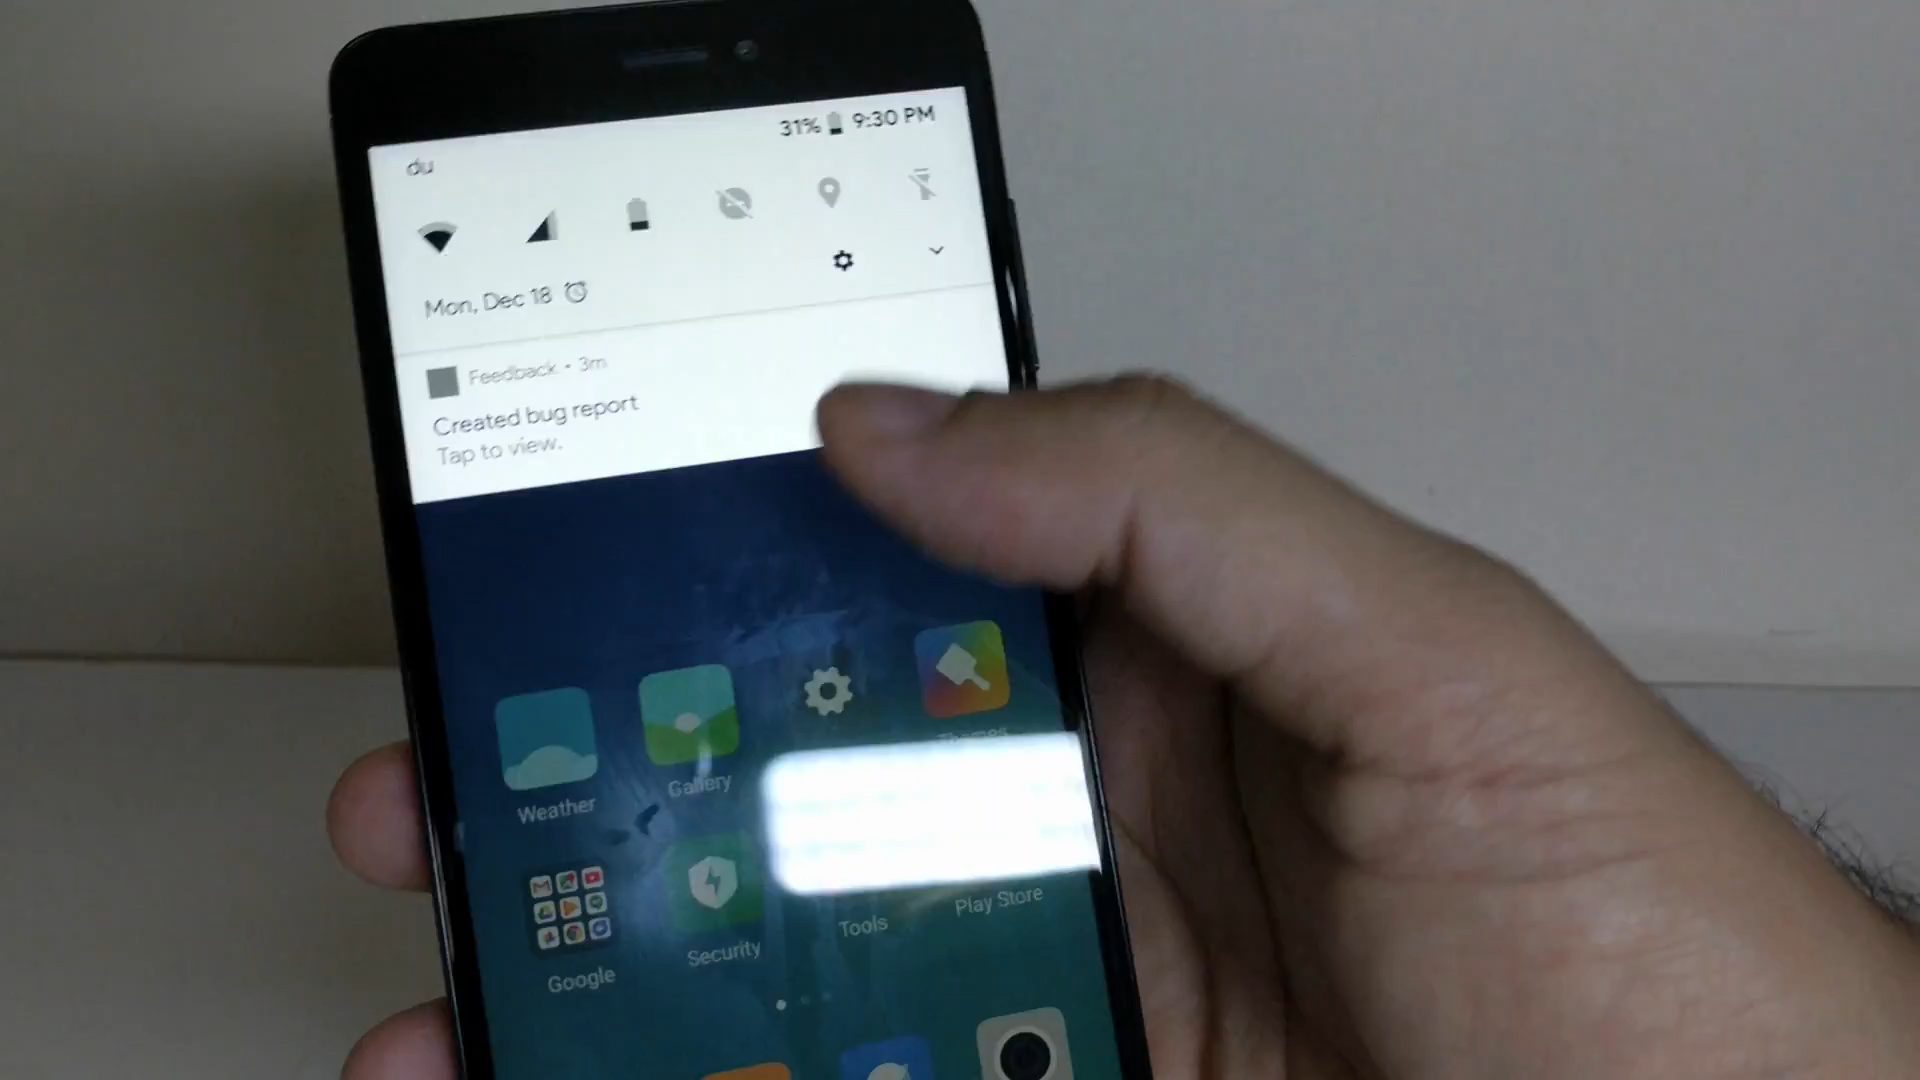 31% 9:30 PM
du
Mon, Dec 18
Feedback • 3m
Created bug report
Tap to view.
Themes
Gallery
Weather
Play Store
Tools
Security
Google